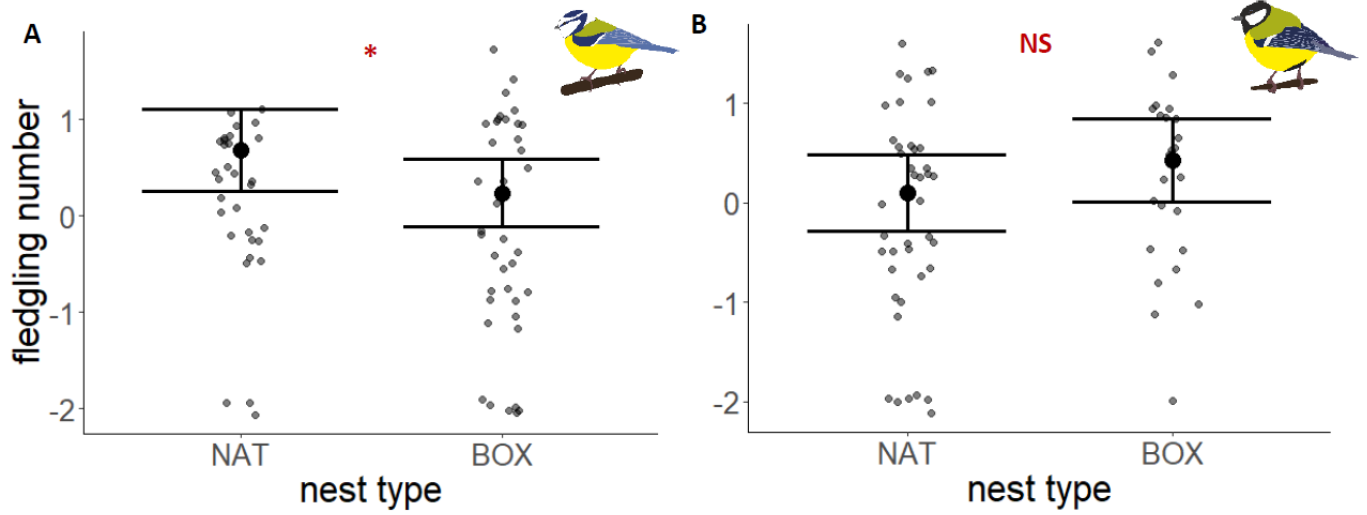 A
*
fledgling number
1
0
-1
-2
NAT BOX
nest type
B
NS
1
0
-1
-2
NAT BOX
nest type